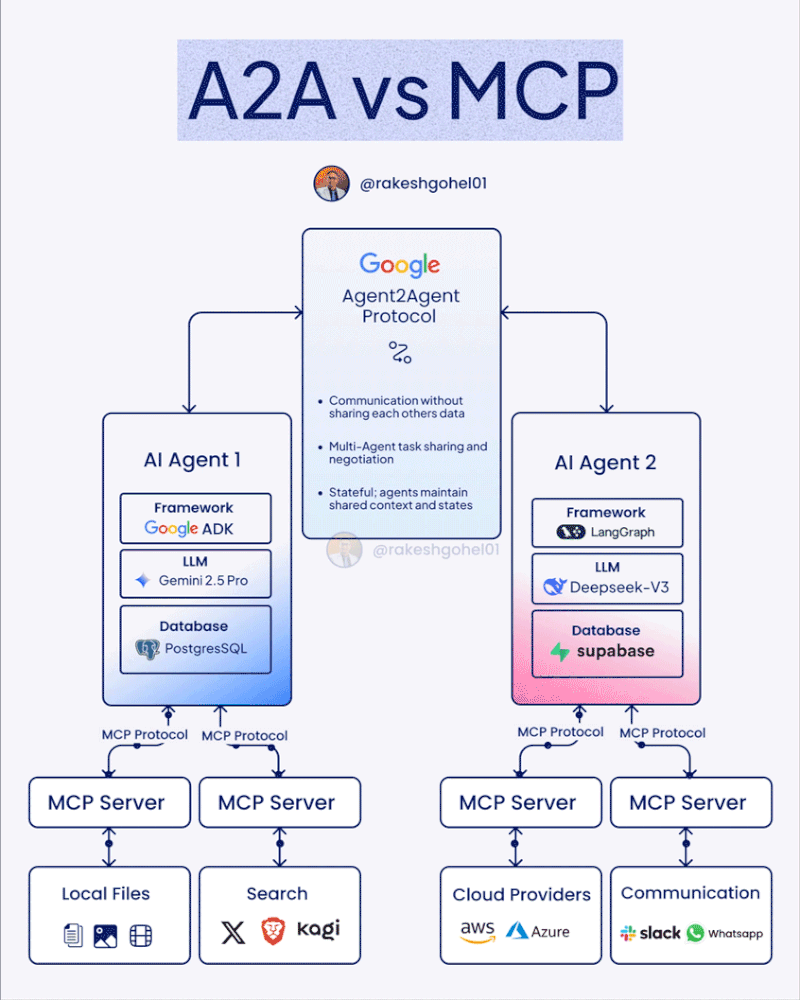 A2A vs MCP
@rakeshgohel01
Google
Agent2Agent
Protocol
• Communication without
sharing each others data
• Multi-Agent task sharing and
negotiation
• Stateful; agents maintain
shared context and states
@rakeshgohel01
AI Agent 1
Framework
Google ADK
LLM
Gemini 2.5 Pro
Database
PostgresSQL
AI Agent 2
Framework
LangGraph
LLM
Deepseek-V3
Database
supabase
MCP Protocol
MCP Protocol
MCP Protocol
MCP Protocol
MCP Server
MCP Server
MCP Server
MCP Server
Local Files
Search
X
kagi
Cloud Providers
aws
Azure
Communication
slack
Whatsapp